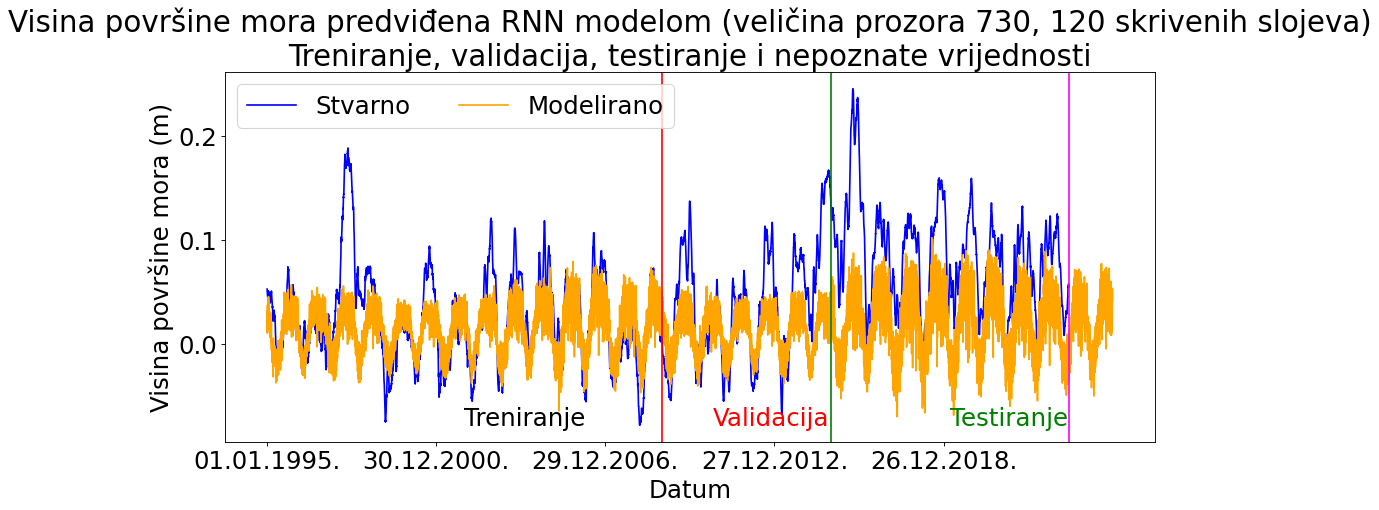 Visina površine mora predviđena RNN modelom (veličina prozora 730, 120 skrivenih slojeva)
Treniranje, validacija, testiranje i nepoznate vrijednosti
Stvarno Modelirano
Visina površine mora (m)
0.2
0.1
0.0
Treniranje Validacija Testiranje
01.01.1995. 30.12.2000. 29.12.2006. 27.12.2012. 26.12.2018.
Datum